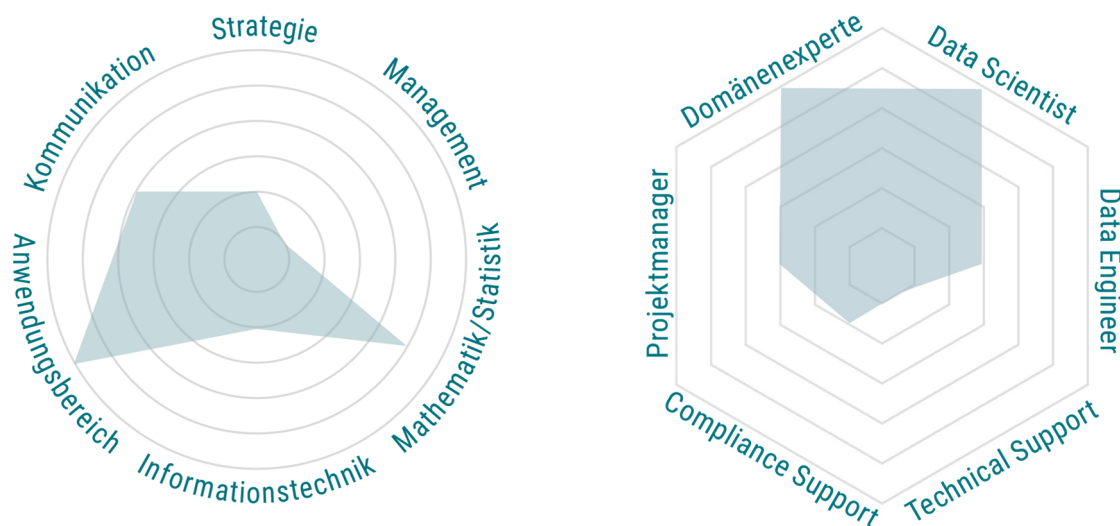 Strategie
Management
Mathematik/Statistik
Informationstechnik
Anwendungsbereich
Kommunikation
Data Scientist
Data Engineer
Technical Support
Compliance Support
Projektmanager
Domänenexperte